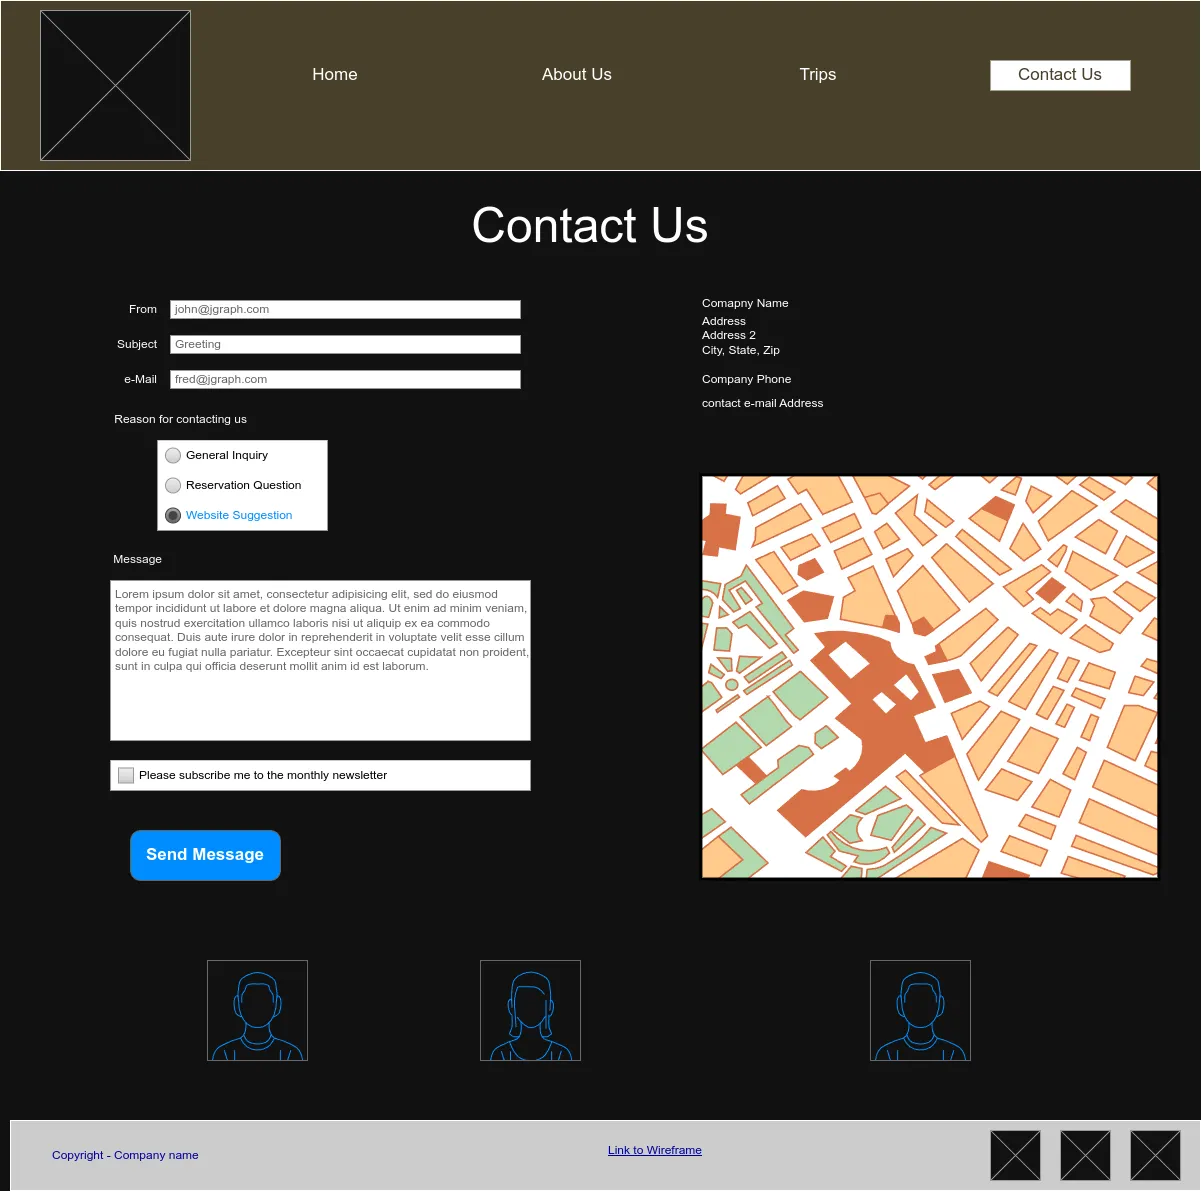 Home
About Us
Trips
Contact Us
Contact Us
From
john@jgraph.com
Subject
Greeting
e-Mail
fred@jgraph.com
Reason for contacting us
General Inquiry
Reservation Question
Website Suggestion
Message
Lorem ipsum dolor sit amet, consectetur adipisicing elit, sed do eiusmod
tempor incididunt ut labore et dolore magna aliqua. Ut enim ad minim veniam,
quis nostrud exercitation ullamco laboris nisi ut aliquip ex ea commodo
consequat. Duis aute irure dolor in reprehenderit in voluptate velit esse cillum
dolore eu fugiat nulla pariatur. Excepteur sint occaecat cupidatat non proident,
sunt in culpa qui officia deserunt mollit anim id est laborum.
Please subscribe me to the monthly newsletter
Send Message
Comapny Name
Address
Address 2
City, State, Zip
Company Phone
contact e-mail Address
Copyright - Company name
Link to Wireframe